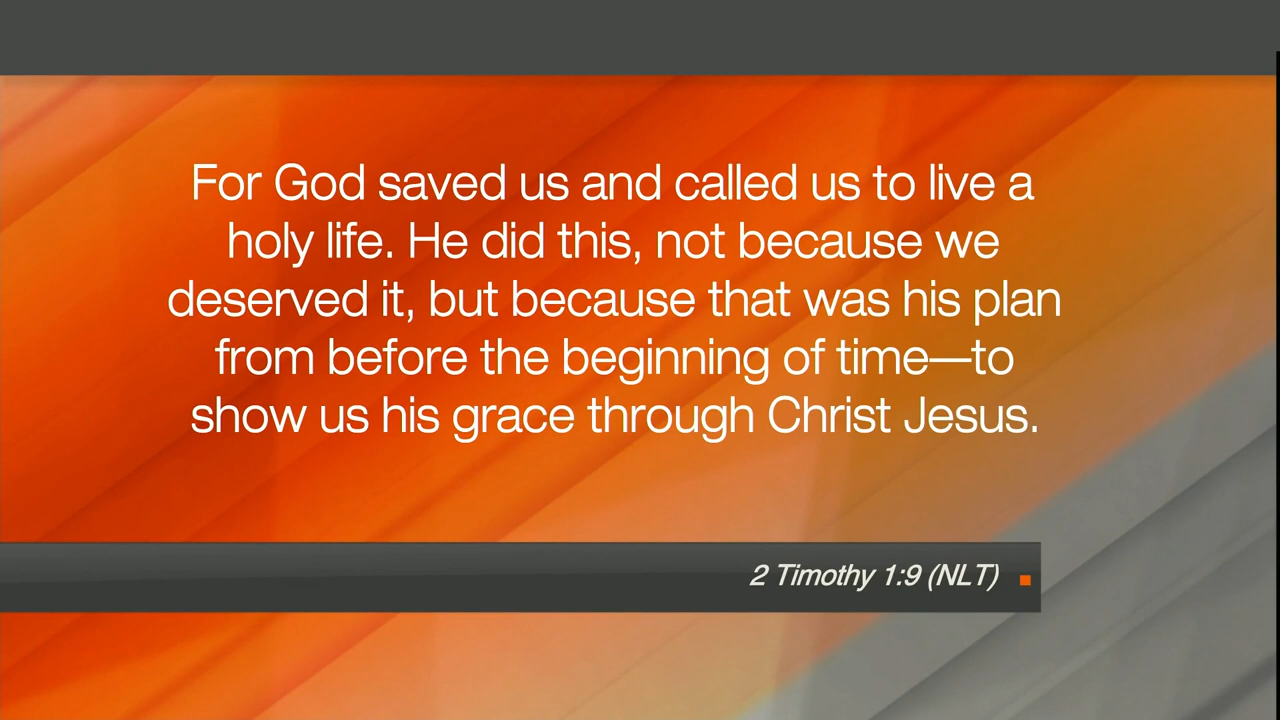 For God saved us and called us to live a
holy life. He did this, not because we
deserved it, but because that was his plan
from before the beginning of time—to
show us his grace through Christ Jesus.
2 Timothy 1:9 (NLT)